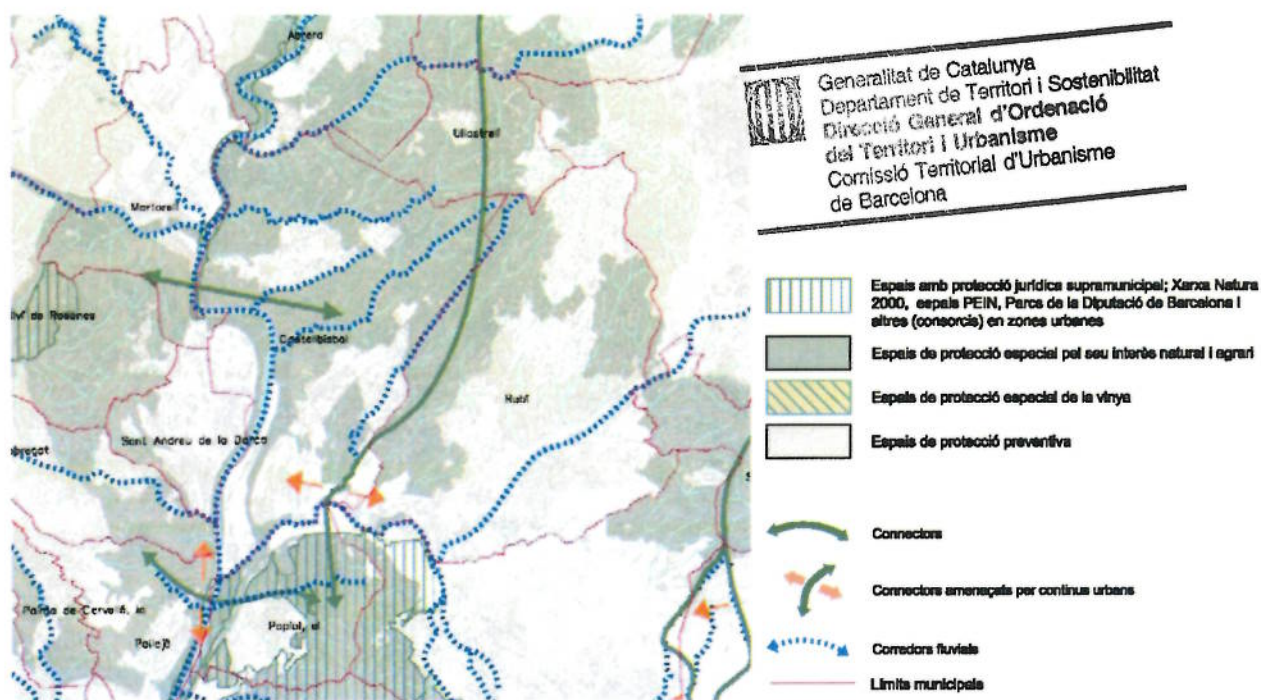 Abrera
Ullastrell
Martorell
Castellbisbal
Rubí
Sant Andreu de la Barca
Pallejà
Papiol, el
Generalitat de Catalunya
Departament de Territori i Sostenibilitat
Direcció General d'Ordenació
del Territori i Urbanisme
Comissió Territorial d'Urbanisme
de Barcelona
Espais amb protecció jurídica supramunicipal; Xarxa Natura
2000, espais PEIN, Parcs de la Diputació de Barcelona i
altres (consorcis) en zones urbanes
Espais de protecció especial pel seu interès natural i agrari
Espais de protecció especial de la vinya
Espais de protecció preventiva
Connectors
Connectors amenaçats per continus urbans
Corredors fluvials
Límits municipals